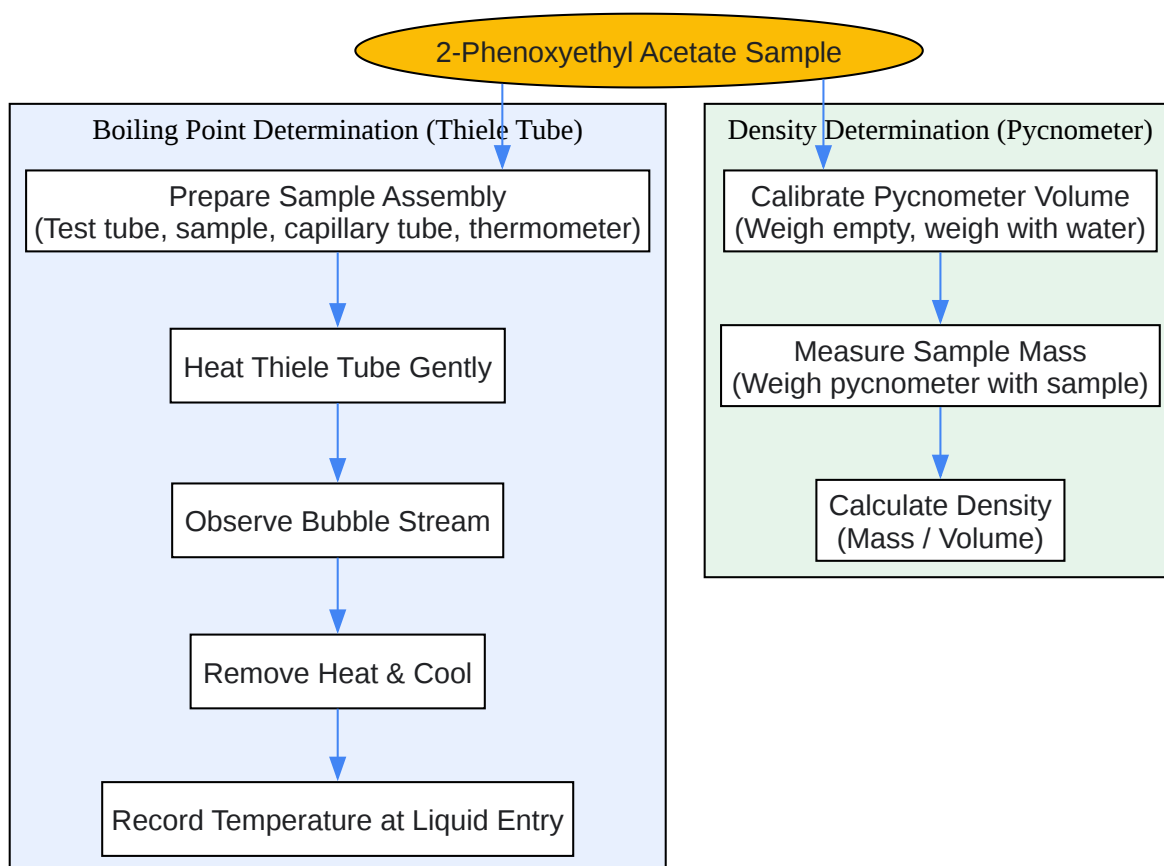 2-Phenoxyethyl Acetate Sample
Boiling Point Determination (Thiele Tube)
Prepare Sample Assembly
(Test tube, sample, capillary tube, thermometer)
Heat Thiele Tube Gently
Observe Bubble Stream
Remove Heat & Cool
Record Temperature at Liquid Entry
Density Determination (Pycnometer)
Calibrate Pycnometer Volume
(Weigh empty, weigh with water)
Measure Sample Mass
(Weigh pycnometer with sample)
Calculate Density
(Mass / Volume)